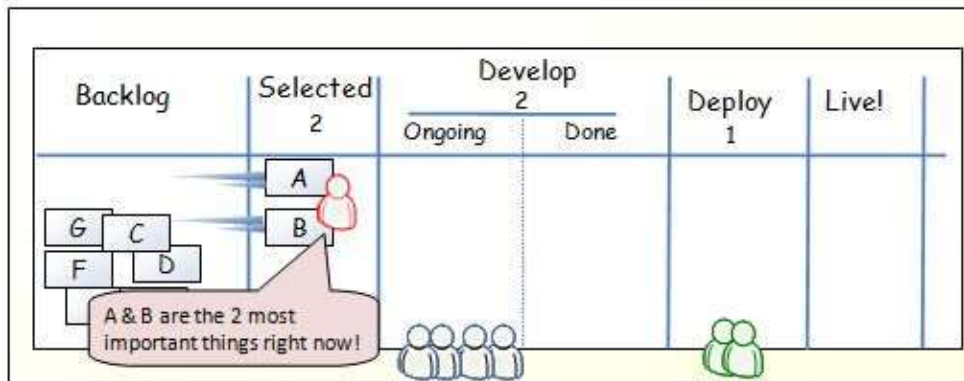 Backlog
Selected
2
Develop
2
Ongoing
Done
Deploy
1
Live!
A
B
G
C
F
D
A & B are the 2 most
important things right now!